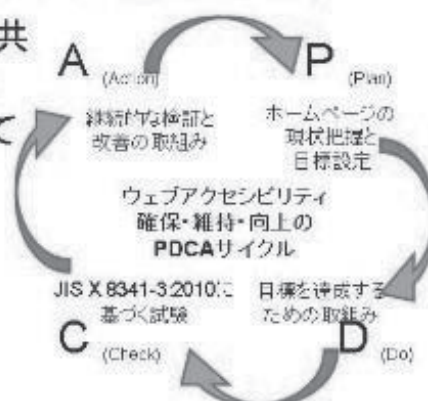 共
て
A (Action)
継続的な検証と
改善の取組み
P (Plan)
ホームページの
現状把握と
目標設定
ウェブアクセシビリティ
確保・維持・向上の
PDCAサイクル
JIS X 8341-3:2010に
基づく試験
C (Check)
目標を達成する
ための取組み
D (Do)